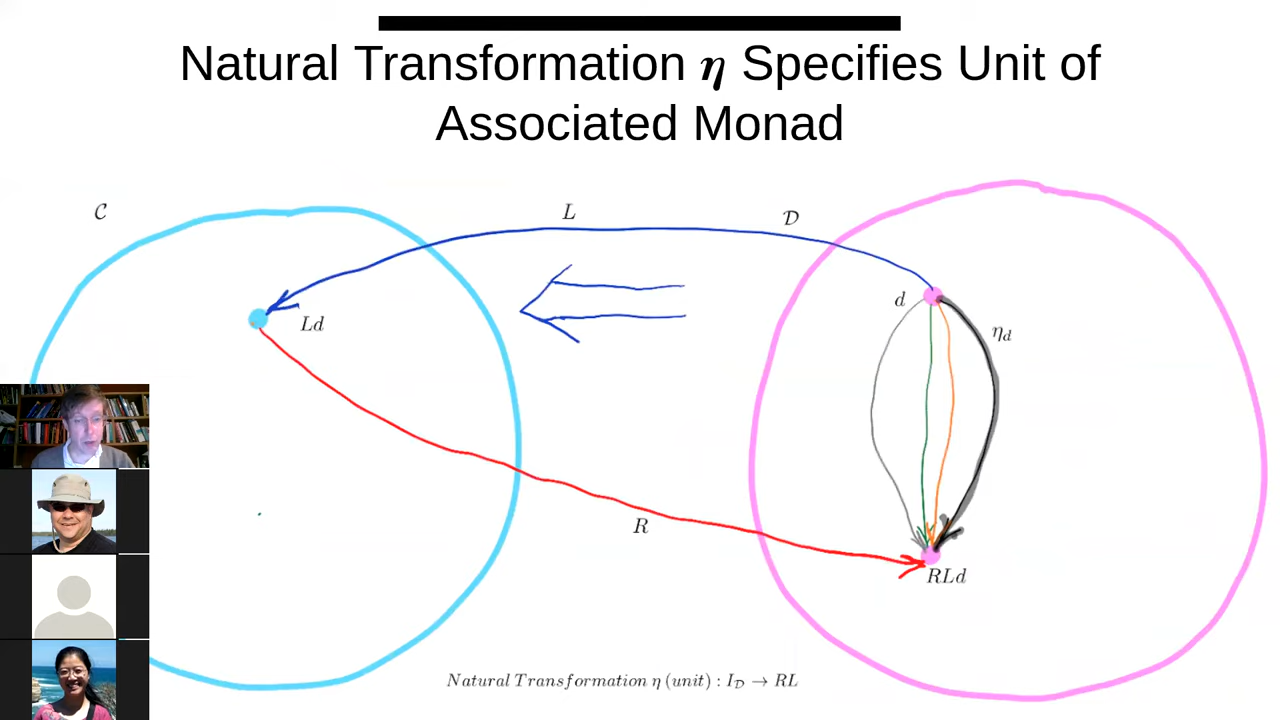 Natural Transformation η Specifies Unit of
Associated Monad
C
L
D
Ld
d
η_d
R
RLd
Natural Transformation η (unit) : I_D → RL